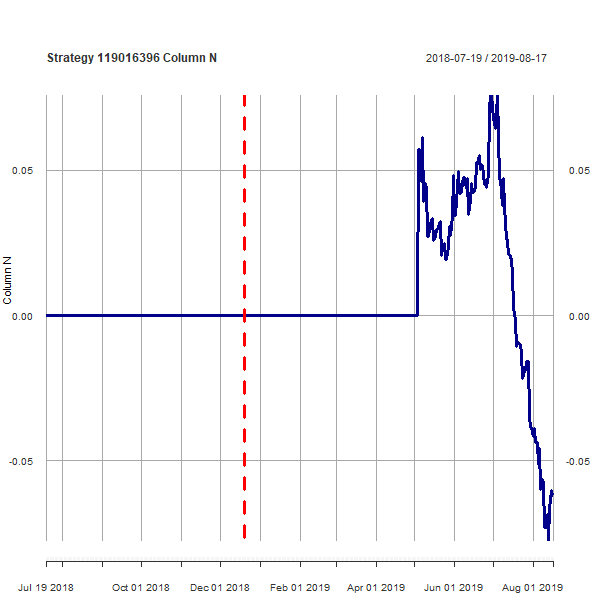 Strategy 119016396 Column N
2018-07-19 / 2019-08-17
0.05
0.05
Column N
0.00
0.00
-0.05
-0.05
Jul 19 2018
Oct 01 2018
Dec 01 2018
Feb 01 2019
Apr 01 2019
Jun 01 2019
Aug 01 2019